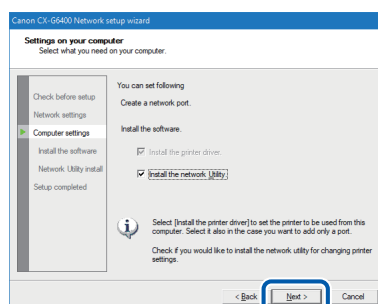 Canon CX-G6400 Network setup wizard
Settings on your computer
Select what you need on your computer.
Check before setup
Network settings
Computer settings
Install the software
Network Utility install
Setup completed
You can set following
Create a network port.
Install the software.
Install the printer driver.
Install the network Utility.
Select [Install the printer driver] to set the printer to be used from this
computer. Select it also in the case you want to add only a port.
Check if you would like to install the network utility for changing printer
settings.
< Back
Next >
Cancel